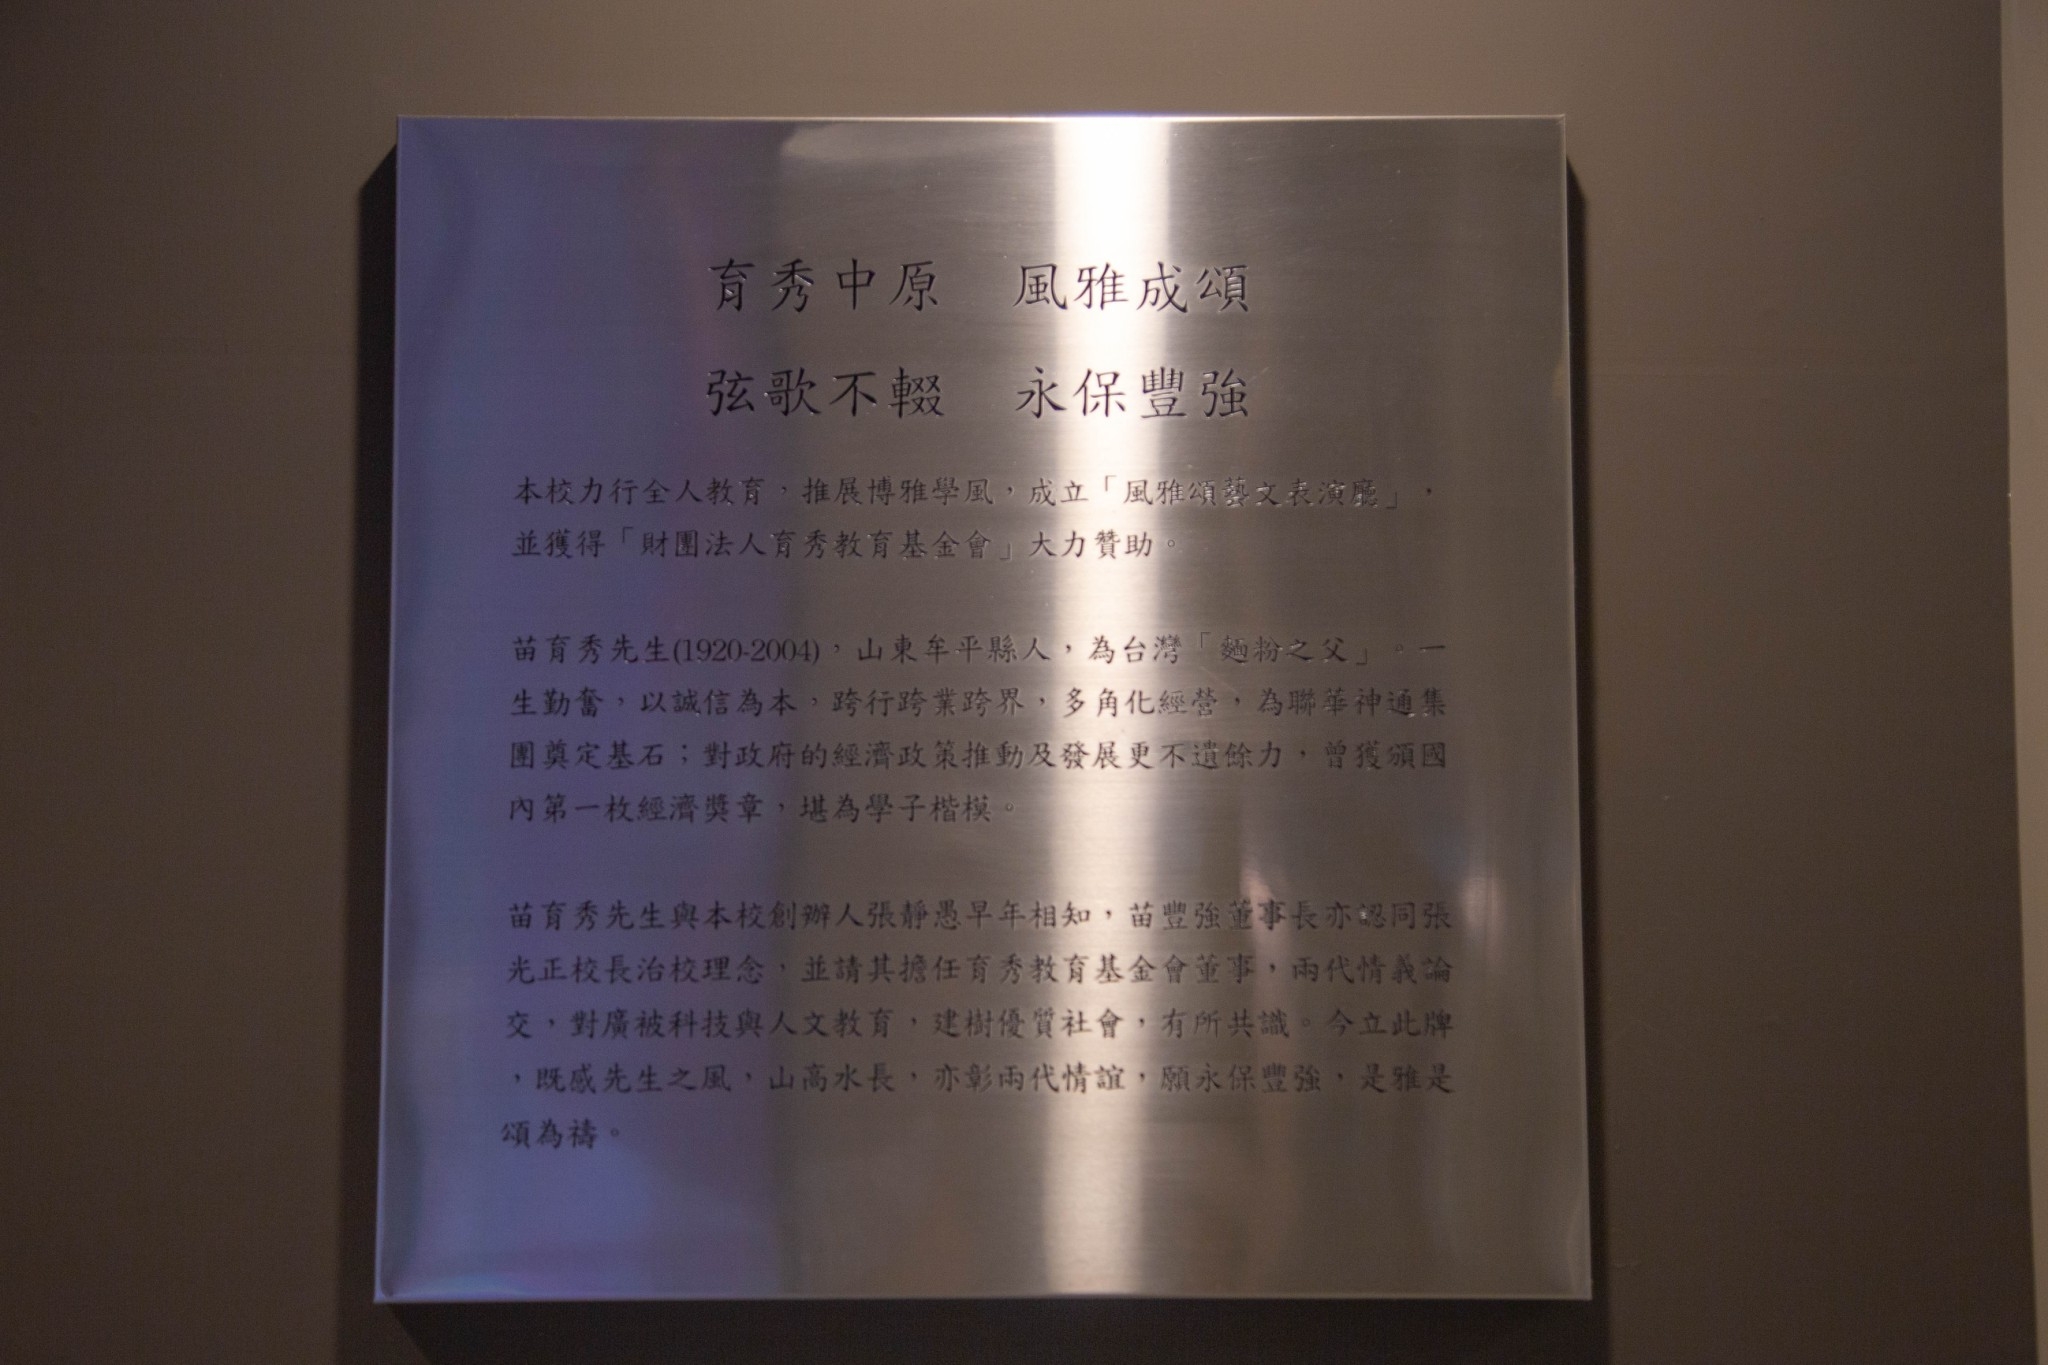 育秀中原　風雅成頌
弦歌不輟　永保豐強
本校力行全人教育，推展博雅學風，成立「風雅頌藝文表演廳」，
並獲得「財團法人育秀教育基金會」大力贊助。
苗育秀先生(1920-2004)，山東牟平縣人，為台灣「麵粉之父」。一
生勤奮，以誠信為本，跨行跨業跨界，多角化經營，為聯華神通集
團奠定基石；對政府的經濟政策推動及發展更不遺餘力，曾獲頒國
內第一枚經濟獎章，堪為學子楷模。
苗育秀先生與本校創辦人張靜愚早年相知，苗豐強董事長亦認同張
光正校長治校理念，並請其擔任育秀教育基金會董事，兩代情義論
交，對廣被科技與人文教育，建樹優質社會，有所共識。今立此牌
，既感先生之風，山高水長，亦彰兩代情誼，願永保豐強，是雅是
頌為禱。